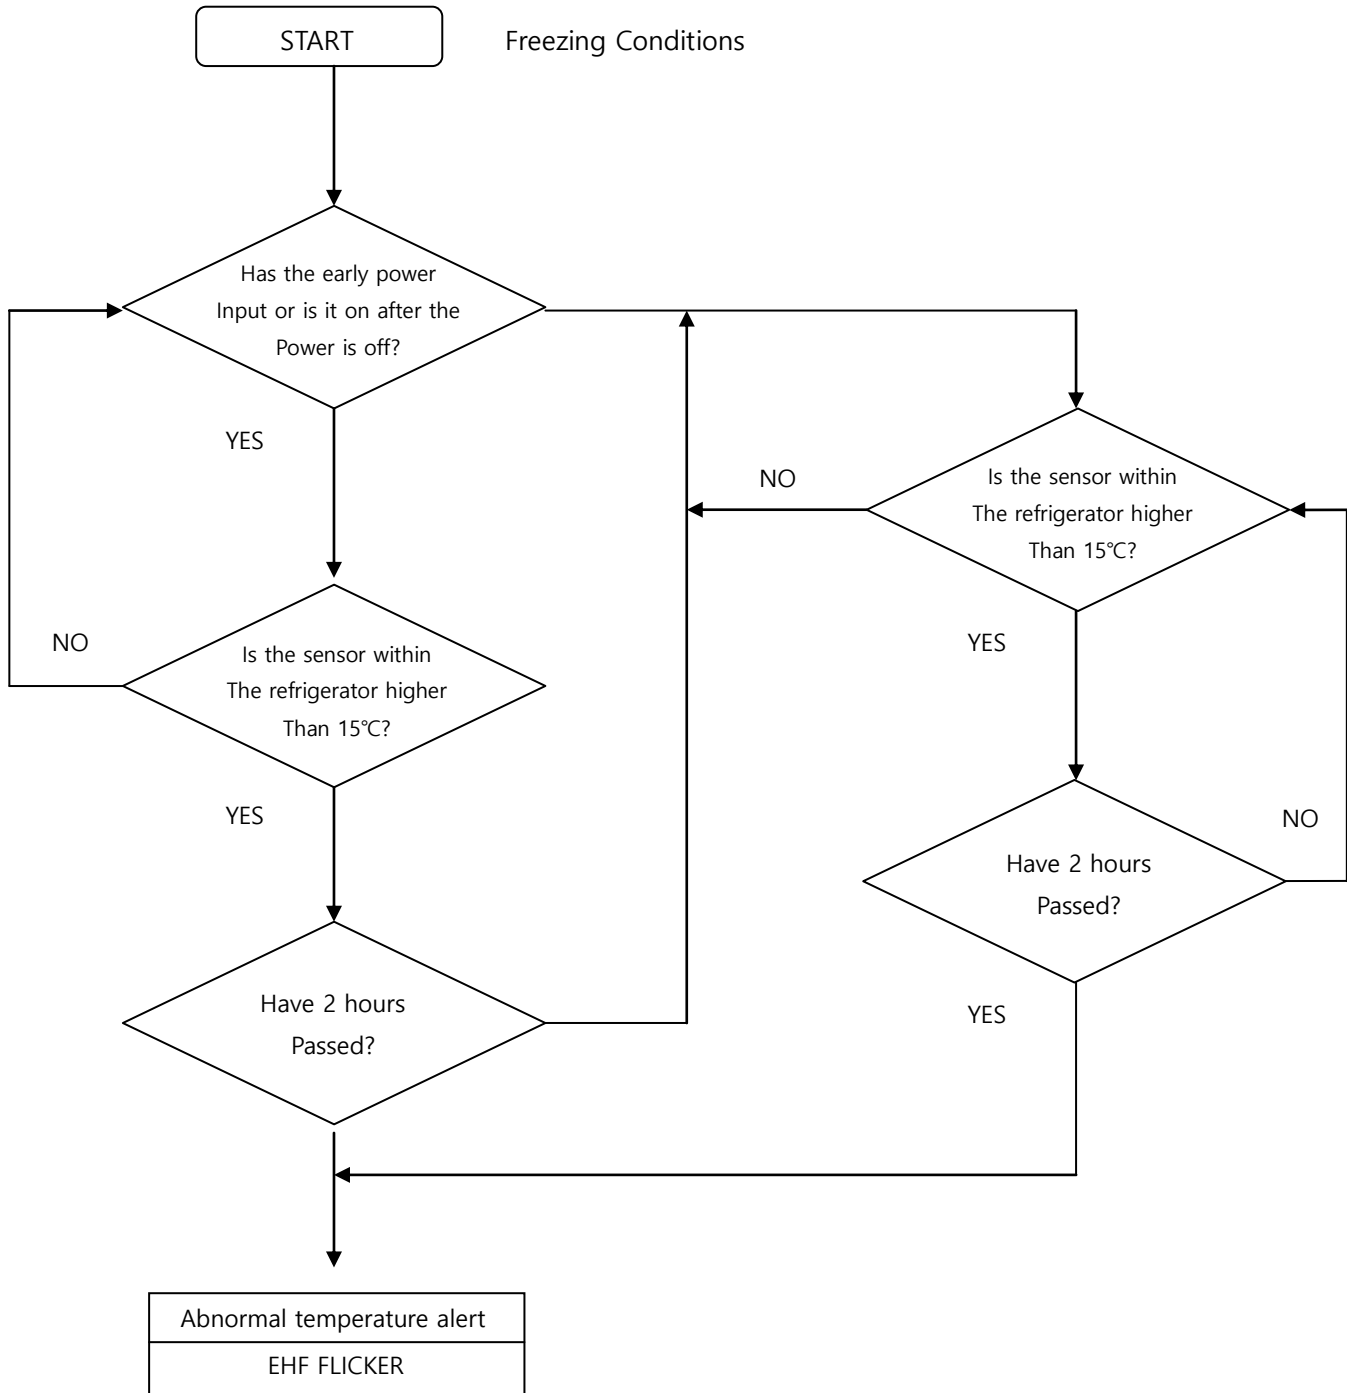 START
Freezing Conditions
Has the early power
Input or is it on after the
Power is off?
YES
NO
Is the sensor within
The refrigerator higher
Than 15℃?
NO
Is the sensor within
The refrigerator higher
Than 15℃?
YES
YES
Have 2 hours
Passed?
NO
Have 2 hours
Passed?
YES
Abnormal temperature alert
EHF FLICKER